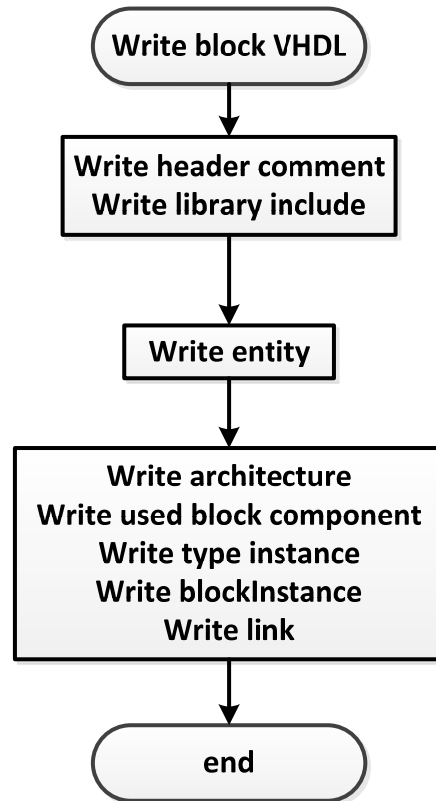 Write block VHDL
Write header comment
Write library include
Write entity
Write architecture
Write used block component
Write type instance
Write blockInstance
Write link
end